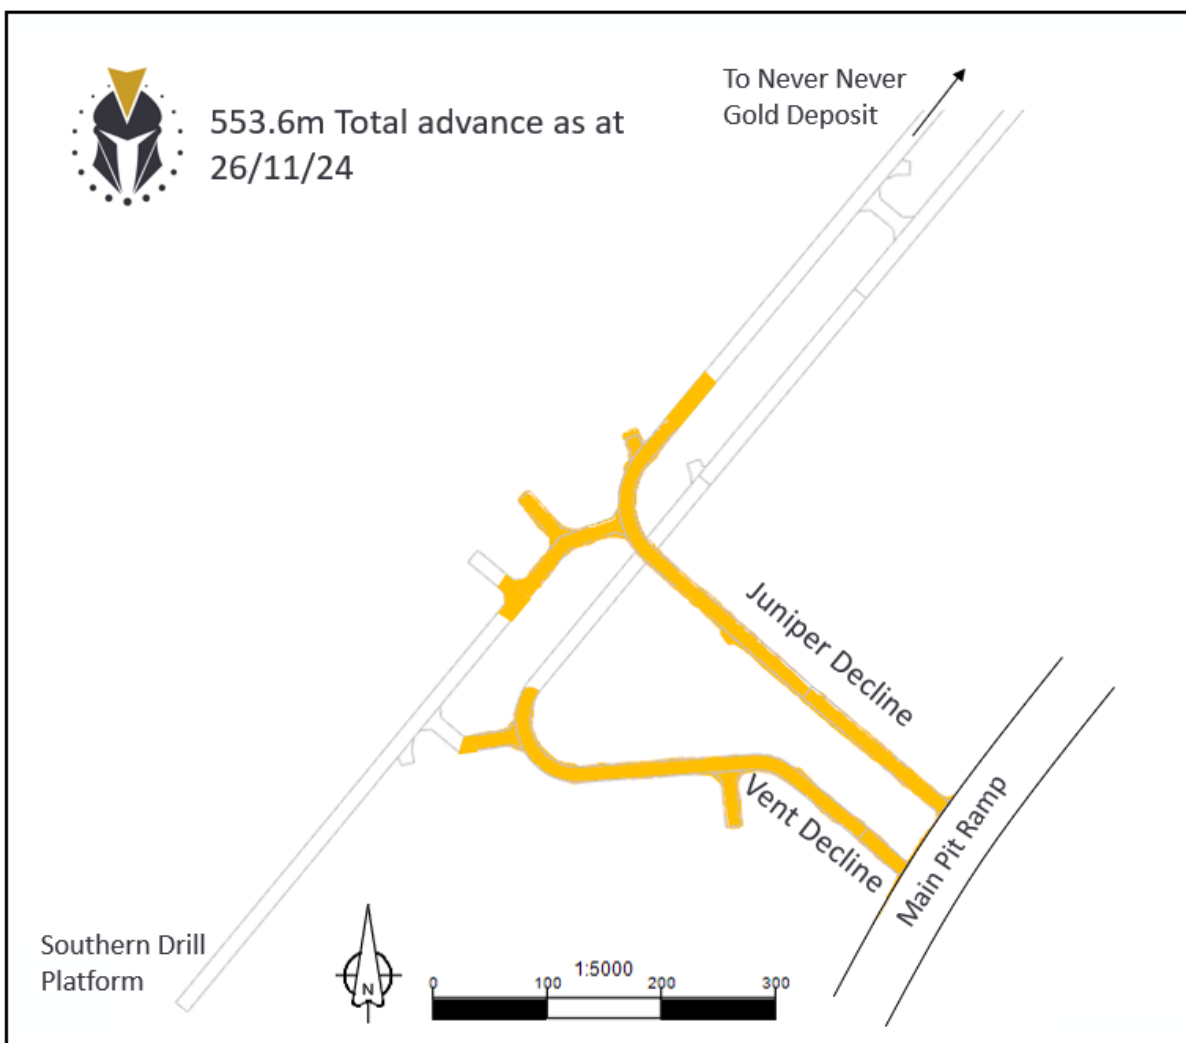 To Never Never
Gold Deposit
553.6m Total advance as at
26/11/24
Juniper Decline
Vent Decline
Main Pit Ramp
Southern Drill
Platform
N
1:5000
0 100 200 300